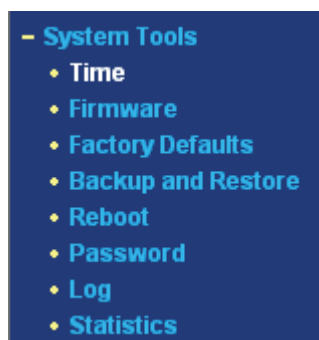 – System Tools
• Time
• Firmware
• Factory Defaults
• Backup and Restore
• Reboot
• Password
• Log
• Statistics